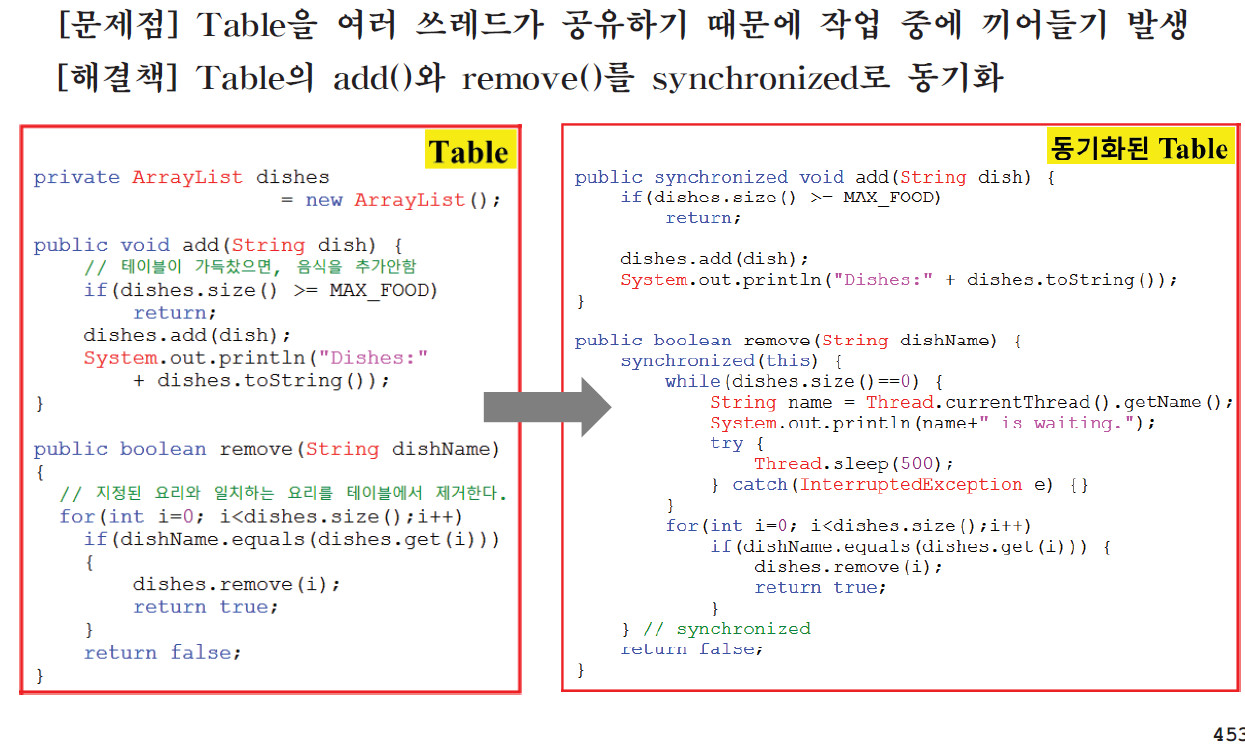 [문제점] Table을 여러 쓰레드가 공유하기 때문에 작업 중에 끼어들기 발생
[해결책] Table의 add()와 remove()를 synchronized로 동기화
Table
private ArrayList dishes
= new ArrayList();
public void add(String dish) {
// 테이블이 가득찼으면, 음식을 추가안함
if(dishes.size() >= MAX_FOOD)
return;
dishes.add(dish);
System.out.println("Dishes:"
+ dishes.toString());
}
public boolean remove(String dishName)
{
// 지정된 요리와 일치하는 요리를 테이블에서 제거한다.
for(int i=0; i<dishes.size();i++)
if(dishName.equals(dishes.get(i)))
{
dishes.remove(i);
return true;
}
return false;
}
동기화된 Table
public synchronized void add(String dish) {
if(dishes.size() >= MAX_FOOD)
return;
dishes.add(dish);
System.out.println("Dishes:" + dishes.toString());
}
public boolean remove(String dishName) {
synchronized(this) {
while(dishes.size()==0) {
String name = Thread.currentThread().getName();
System.out.println(name+" is waiting.");
try {
Thread.sleep(500);
} catch(InterruptedException e) {}
}
for(int i=0; i<dishes.size();i++)
if(dishName.equals(dishes.get(i))) {
dishes.remove(i);
return true;
}
} // synchronized
return false;
}
453